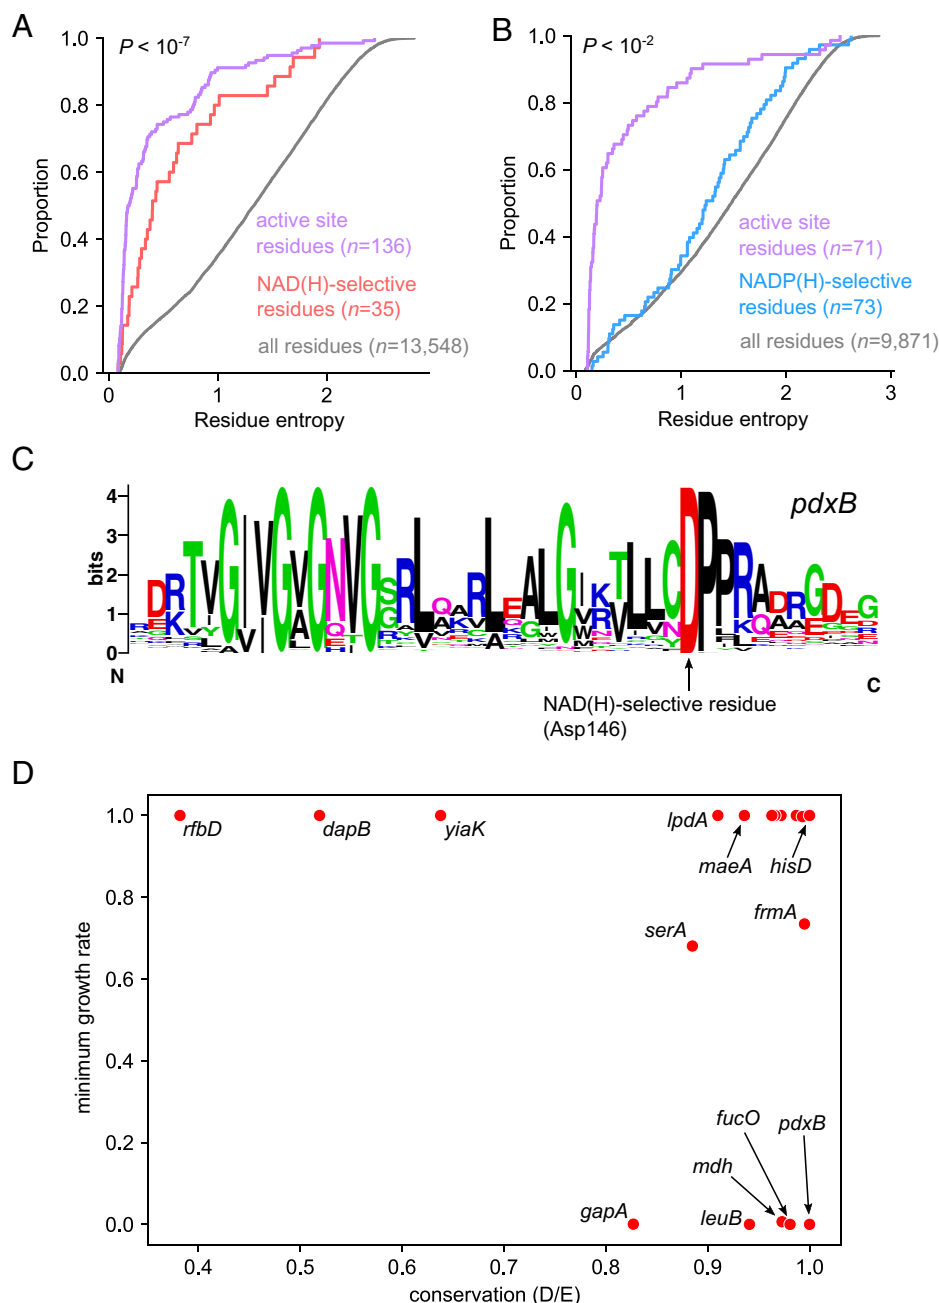 A
P < 10-7
1.0
0.8
0.6
0.4
0.2
0.0
Proportion
active site
residues (n=136)
NAD(H)-selective
residues (n=35)
all residues (n=13,548)
0
1
2
Residue entropy
B
P < 10-2
1.0
0.8
0.6
0.4
0.2
0.0
Proportion
active site
residues (n=71)
NADP(H)-selective
residues (n=73)
all residues (n=9,871)
0
1
2
3
Residue entropy
C
4
3
2
1
0
bits
pdxB
N
C
NAD(H)-selective residue
(Asp146)
D
1.0
0.8
0.6
0.4
0.2
0.0
minimum growth rate
rfbD
dapB
yiaK
lpdA
maeA
hisD
serA
frmA
fucO
pdxB
mdh
gapA
leuB
0.4
0.5
0.6
0.7
0.8
0.9
1.0
conservation (D/E)